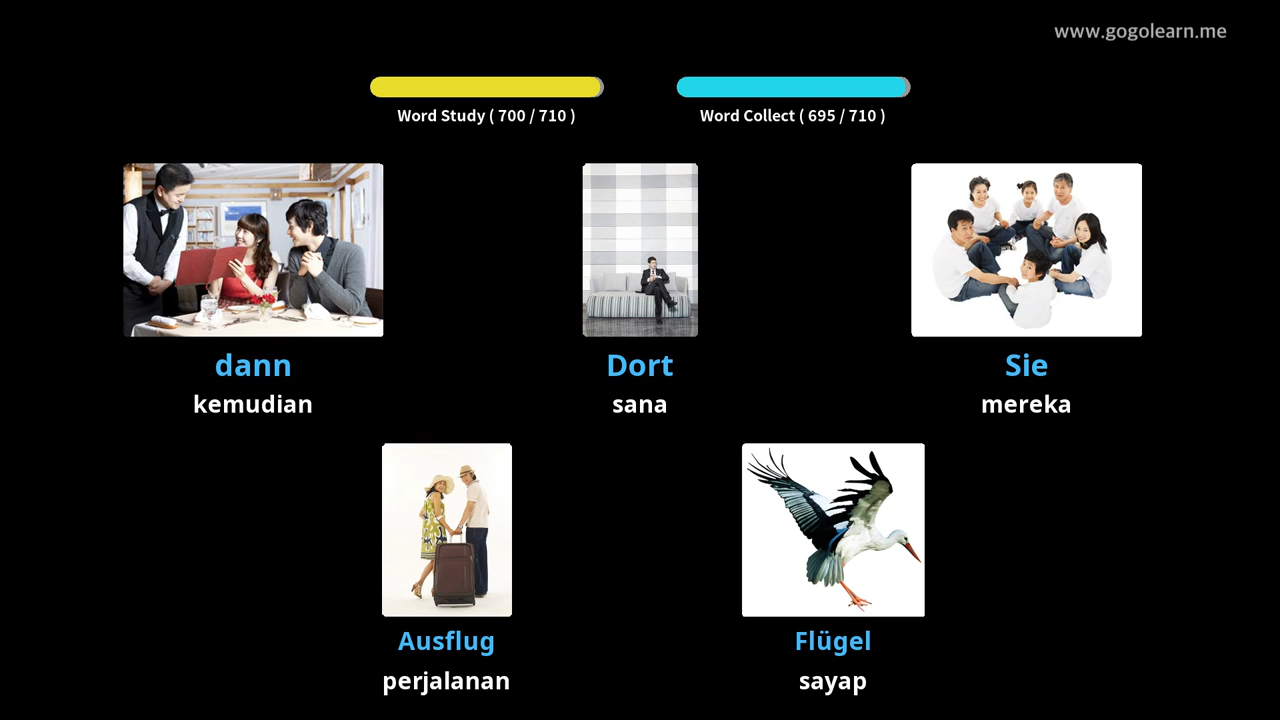 www.gogolearn.me
Word Study ( 700 / 710 )
Word Collect ( 695 / 710 )
dann
kemudian
Dort
sana
Sie
mereka
Ausflug
perjalanan
Flügel
sayap